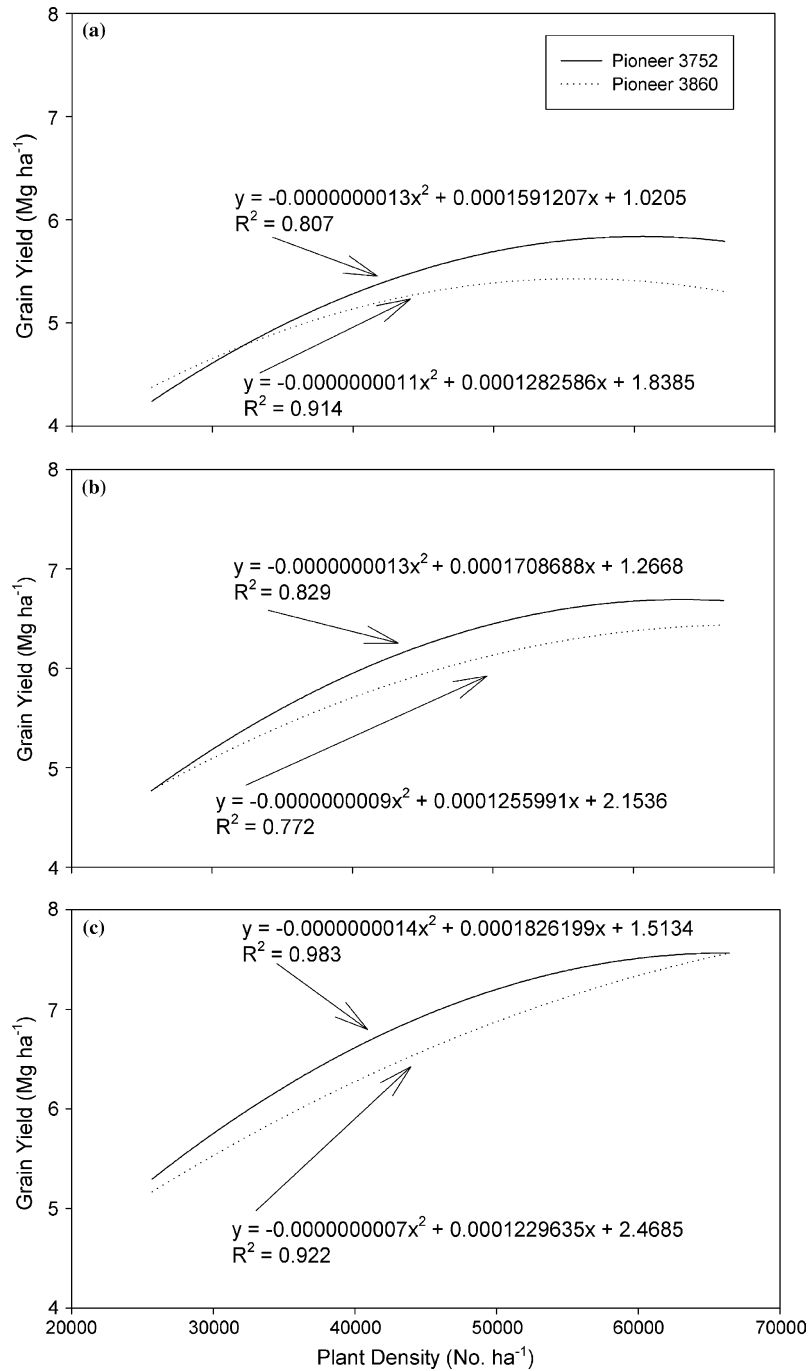 (a)
Pioneer 3752
Pioneer 3860
8
7
6
5
4
Grain Yield (Mg ha⁻¹)
y = -0.0000000013x² + 0.0001591207x + 1.0205
R² = 0.807
y = -0.0000000011x² + 0.0001282586x + 1.8385
R² = 0.914
(b)
8
7
6
5
4
Grain Yield (Mg ha⁻¹)
y = -0.0000000013x² + 0.0001708688x + 1.2668
R² = 0.829
y = -0.0000000009x² + 0.0001255991x + 2.1536
R² = 0.772
(c)
8
7
6
5
4
Grain Yield (Mg ha⁻¹)
y = -0.0000000014x² + 0.0001826199x + 1.5134
R² = 0.983
y = -0.0000000007x² + 0.0001229635x + 2.4685
R² = 0.922
20000 30000 40000 50000 60000 70000
Plant Density (No. ha⁻¹)